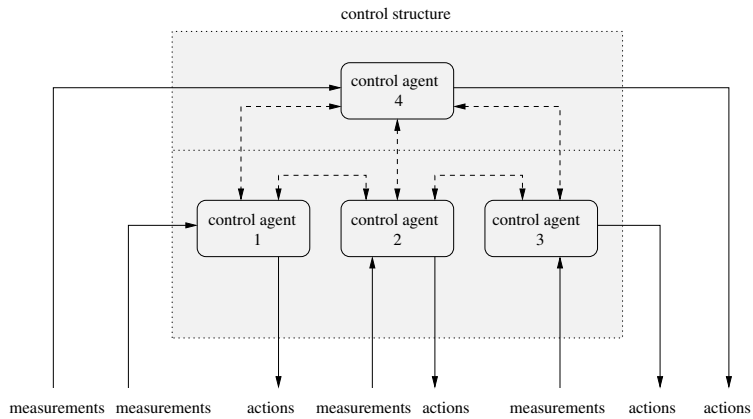 control structure
control agent
4
control agent
1
control agent
2
control agent
3
measurements measurements actions measurements actions measurements actions actions